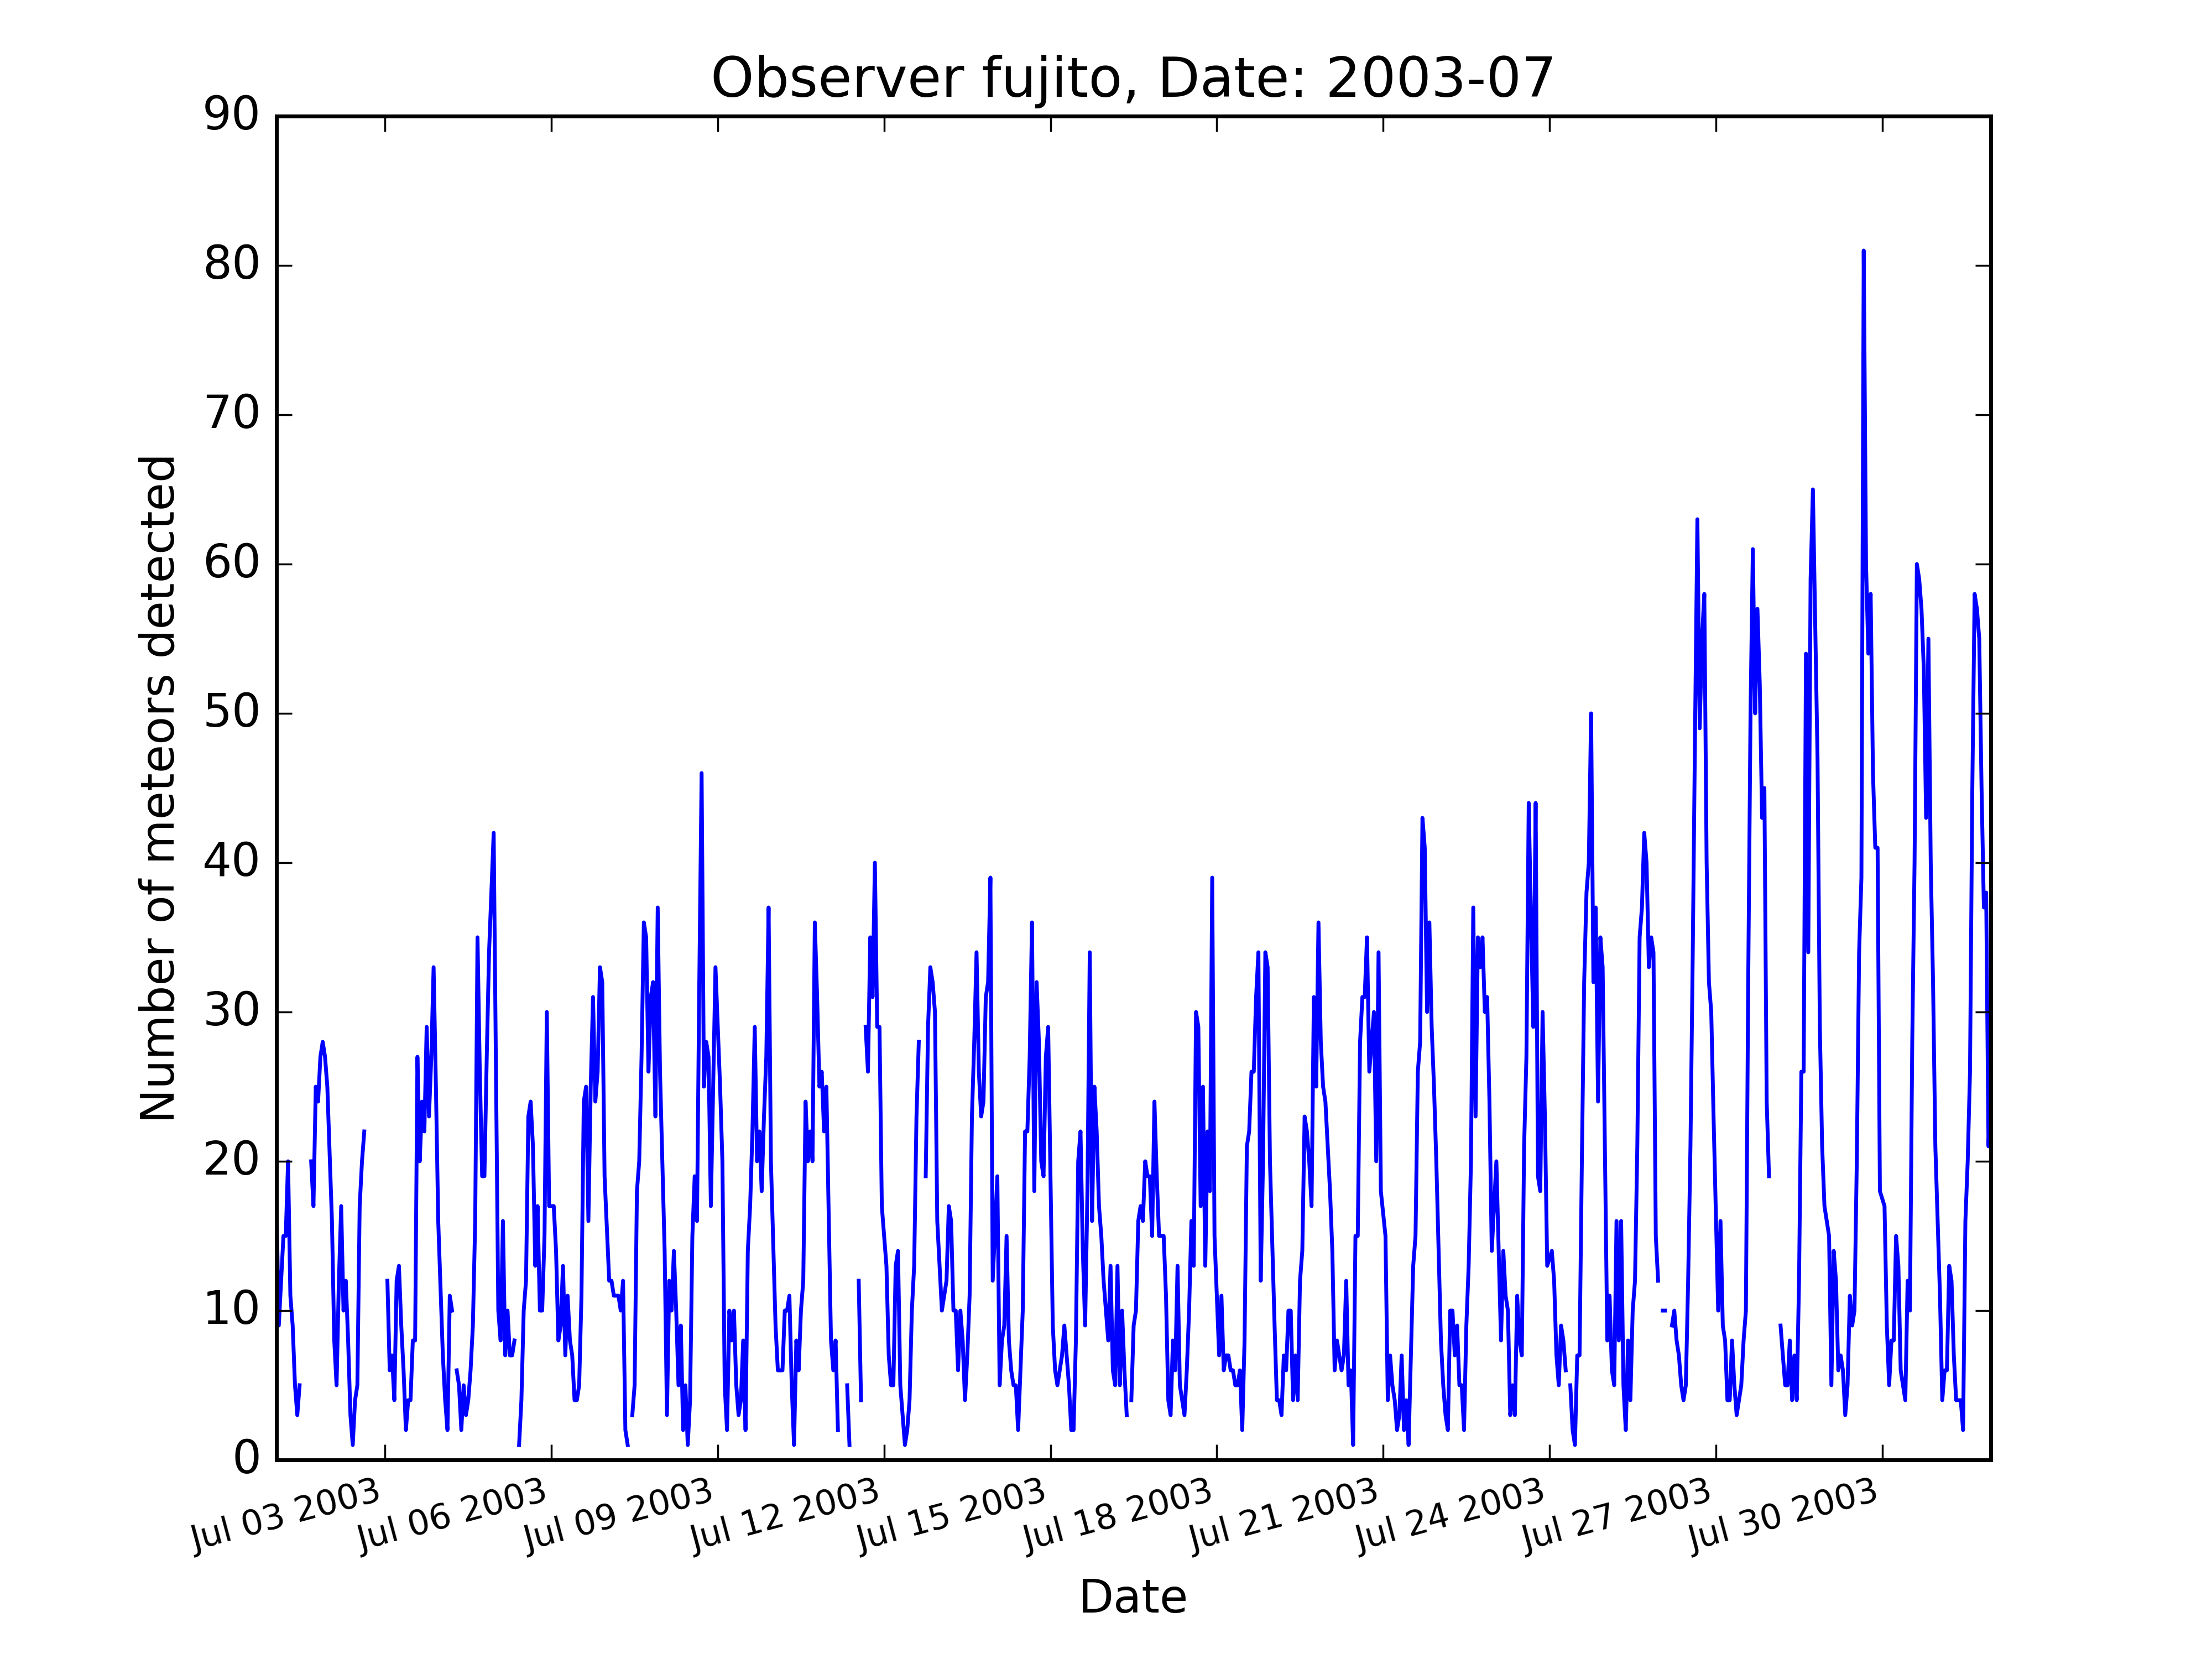 Observer fujito, Date: 2003-07
90
80
70
60
50
40
30
20
10
0
Number of meteors detected
Jul 03 2003
Jul 06 2003
Jul 09 2003
Jul 12 2003
Jul 15 2003
Jul 18 2003
Jul 21 2003
Jul 24 2003
Jul 27 2003
Jul 30 2003
Date